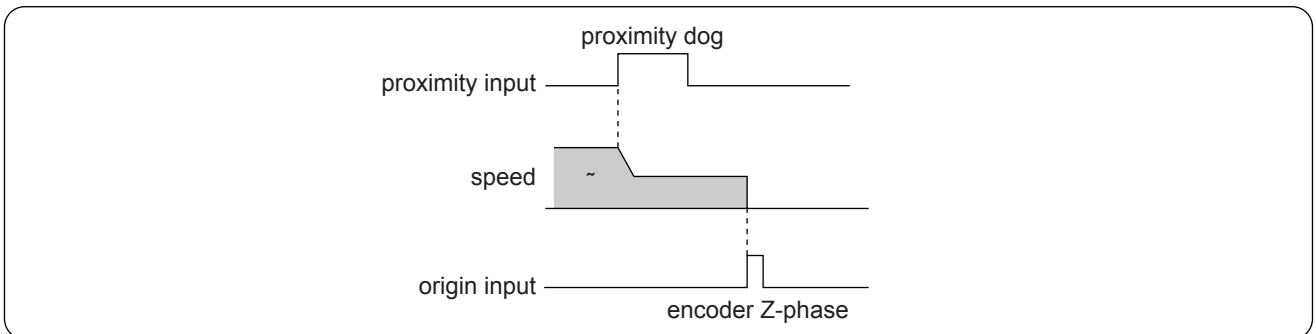 proximity dog
proximity input
speed
~
origin input
encoder Z-phase